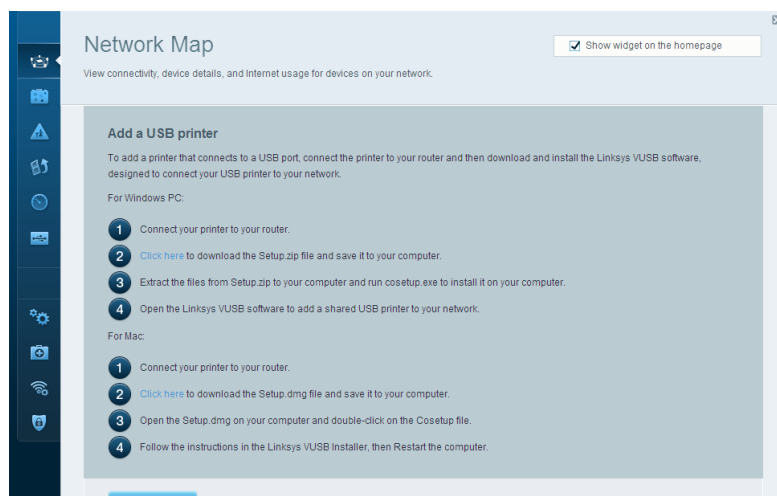 Network Map
Show widget on the homepage
View connectivity, device details, and Internet usage for devices on your network.
Add a USB printer
To add a printer that connects to a USB port, connect the printer to your router and then download and install the Linksys VUSB software,
designed to connect your USB printer to your network.
For Windows PC:
1 Connect your printer to your router.
2 Click here to download the Setup.zip file and save it to your computer.
3 Extract the files from Setup.zip to your computer and run cosetup.exe to install it on your computer.
4 Open the Linksys VUSB software to add a shared USB printer to your network.
For Mac:
1 Connect your printer to your router.
2 Click here to download the Setup.dmg file and save it to your computer.
3 Open the Setup.dmg on your computer and double-click on the Cosetup file.
4 Follow the instructions in the Linksys VUSB Installer, then Restart the computer.